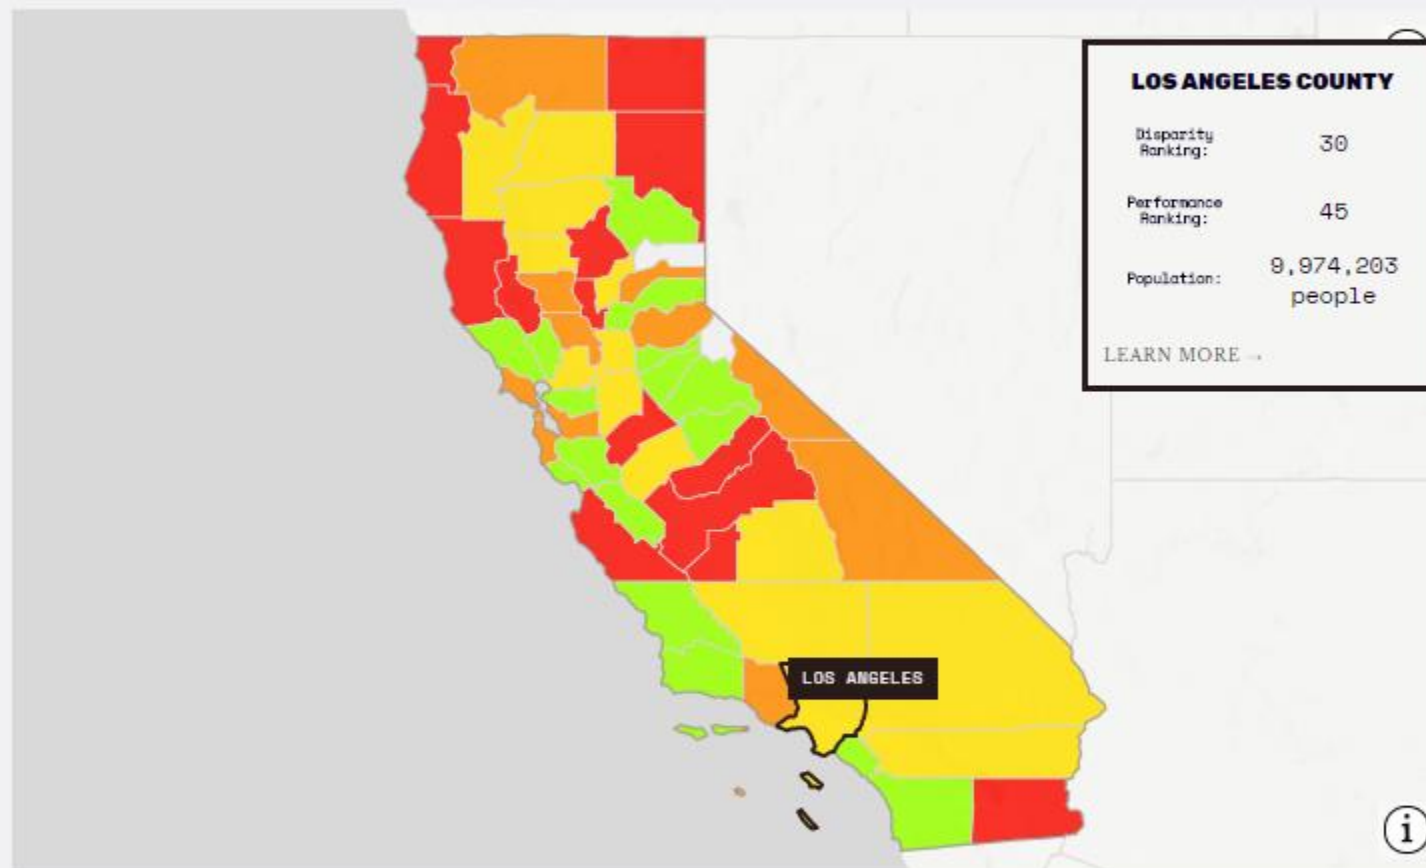 LOS ANGELES COUNTY
Disparity
Ranking:
30
Performance
Ranking:
45
Population:
9,974,203
people
LEARN MORE →
LOS ANGELES
i